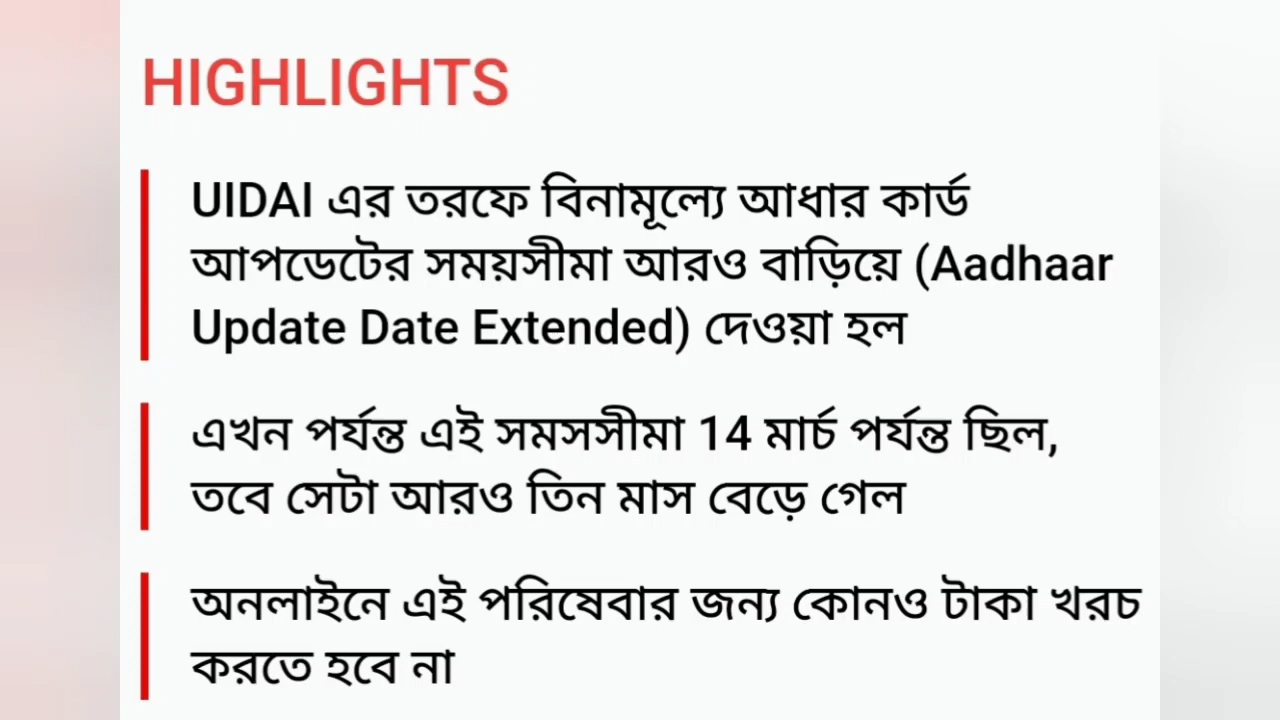 HIGHLIGHTS
UIDAI এর তরফে বিনামূল্যে আধার কার্ড
আপডেটের সময়সীমা আরও বাড়িয়ে (Aadhaar
Update Date Extended) দেওয়া হল
এখন পর্যন্ত এই সমসসীমা 14 মার্চ পর্যন্ত ছিল,
তবে সেটা আরও তিন মাস বেড়ে গেল
অনলাইনে এই পরিষেবার জন্য কোনও টাকা খরচ
করতে হবে না